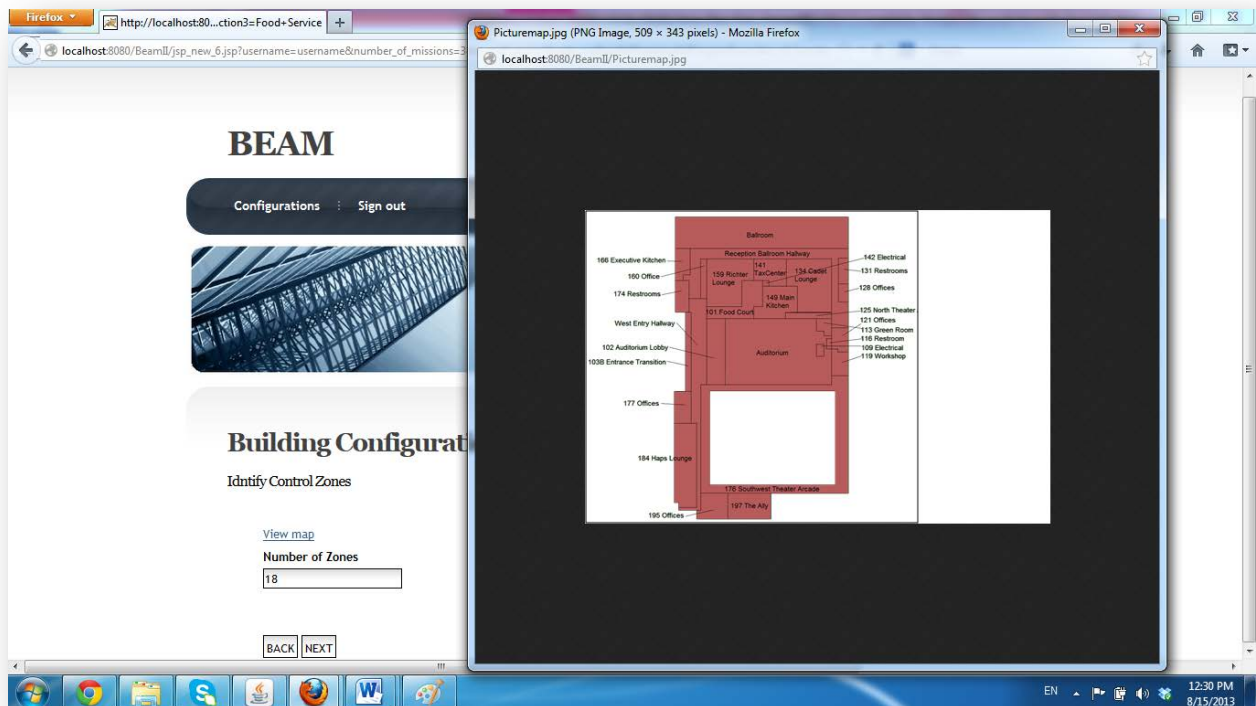 Firefox
http://localhost:80...ction3=Food+Service
localhost:8080/BeamII/jsp_new_6.jsp?username=username&number_of_missions=3
BEAM
Configurations
Sign out
Building Configurati
Idntify Control Zones
View map
Number of Zones
18
BACK
NEXT
Picturemap.jpg (PNG Image, 509 × 343 pixels) - Mozilla Firefox
localhost:8080/BeamII/Picturemap.jpg
Ballroom
Reception Ballroom Hallway
166 Executive Kitchen
160 Office
174 Restrooms
159 Richter
Lounge
141
TaxCenter
134 Cadet
Lounge
149 Main
Kitchen
101 Food Court
142 Electrical
131 Restrooms
128 Offices
125 North Theater
121 Offices
113 Green Room
116 Restroom
109 Electrical
119 Workshop
West Entry Hallway
102 Auditorium Lobby
103B Entrance Transition
Auditorium
177 Offices
184 Haps Lounge
176 Southwest Theater Arcade
197 The Ally
195 Offices
EN
12:30 PM
8/15/2013